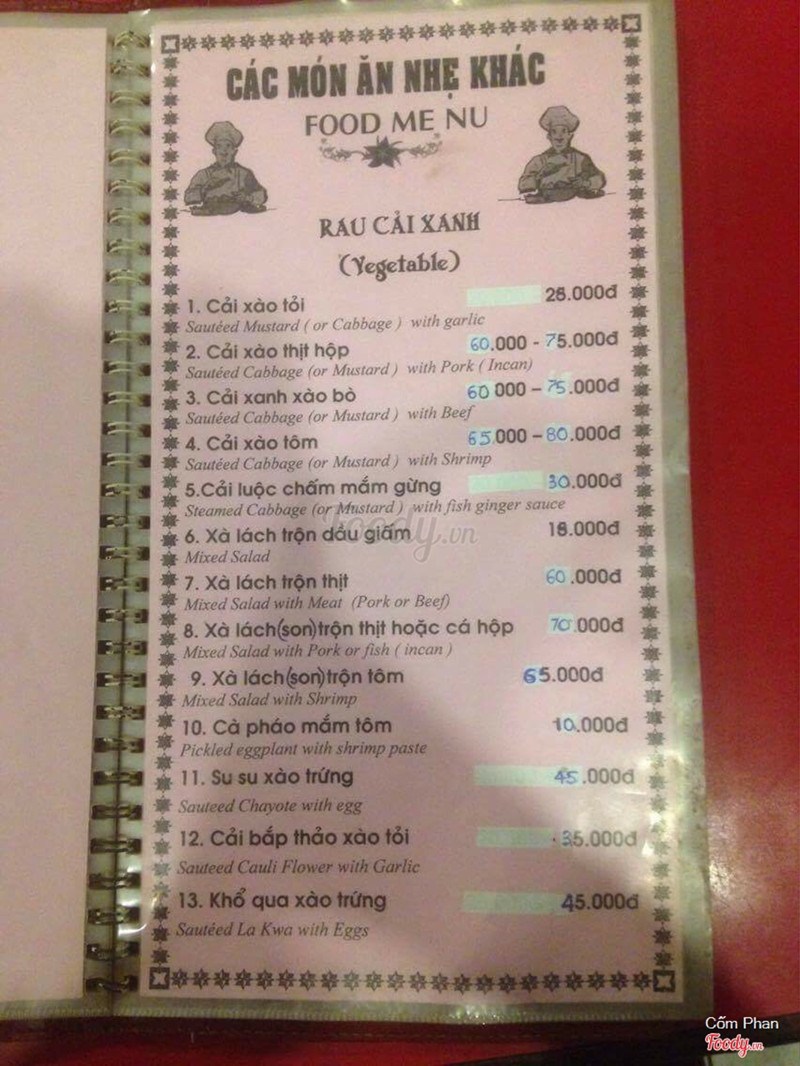 CÁC MÓN ĂN NHẸ KHÁC
FOOD ME NU
RAU CẢI XANH
(Vegetable)
1. Cải xào tỏi 28.000đ
Sautéed Mustard ( or Cabbage ) with garlic
2. Cải xào thịt hộp 60.000 - 75.000đ
Sautéed Cabbage (or Mustard ) with Pork ( Incan)
3. Cải xanh xào bò 60 000 – 75.000đ
Sautéed Cabbage (or Mustard ) with Beef
4. Cải xào tôm 65.000 – 80.000đ
Sautéed Cabbage (or Mustard ) with Shrimp
5.Cải luộc chấm mắm gừng 30.000đ
Steamed Cabbage (or Mustard ) with fish ginger sauce
6. Xà lách trộn dầu giấm 18.000đ
Mixed Salad
7. Xà lách trộn thịt 60.000đ
Mixed Salad with Meat (Pork or Beef)
8. Xà lách(son)trộn thịt hoặc cá hộp 70.000đ
Mixed Salad with Pork or fish ( incan )
9. Xà lách(son)trộn tôm 65.000đ
Mixed Salad with Shrimp
10. Cà pháo mắm tôm 10.000đ
Pickled eggplant with shrimp paste
11. Su su xào trứng 45.000đ
Sauteed Chayote with egg
12. Cải bắp thảo xào tỏi 35.000đ
Sauteed Cauli Flower with Garlic
13. Khổ qua xào trứng 45.000đ
Sautéed La Kwa with Eggs
Foody.vn
Cốm Phan
Foody.vn